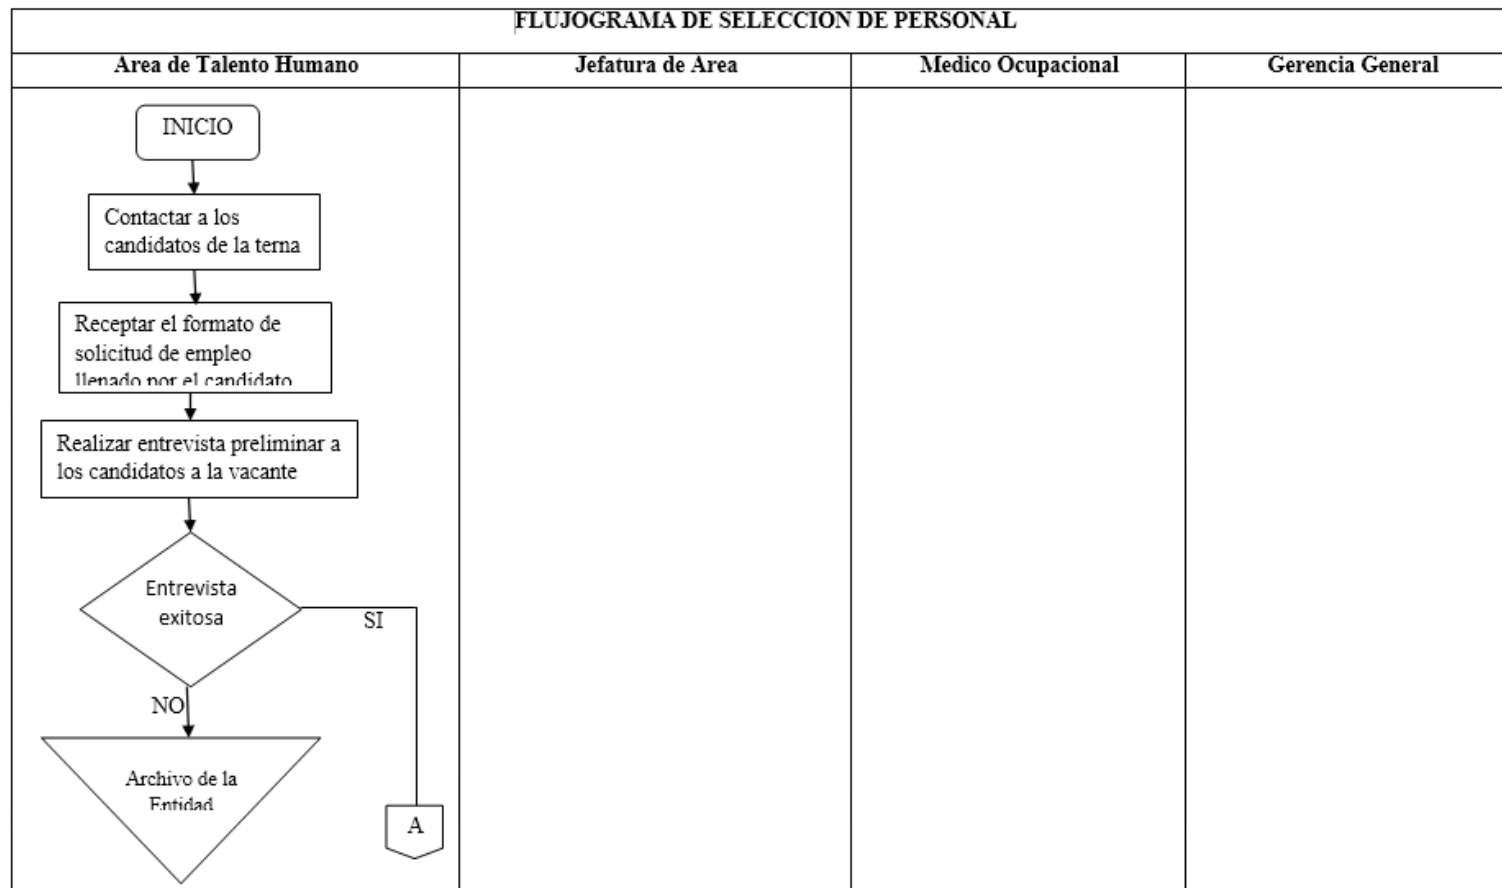 FLUJOGRAMA DE SELECCION DE PERSONAL
Area de Talento Humano
Jefatura de Area
Medico Ocupacional
Gerencia General
INICIO
Contactar a los
candidatos de la terna
Receptar el formato de
solicitud de empleo
llenado por el candidato
Realizar entrevista preliminar a
los candidatos a la vacante
Entrevista
exitosa
SI
NO
Archivo de la
Entidad
A